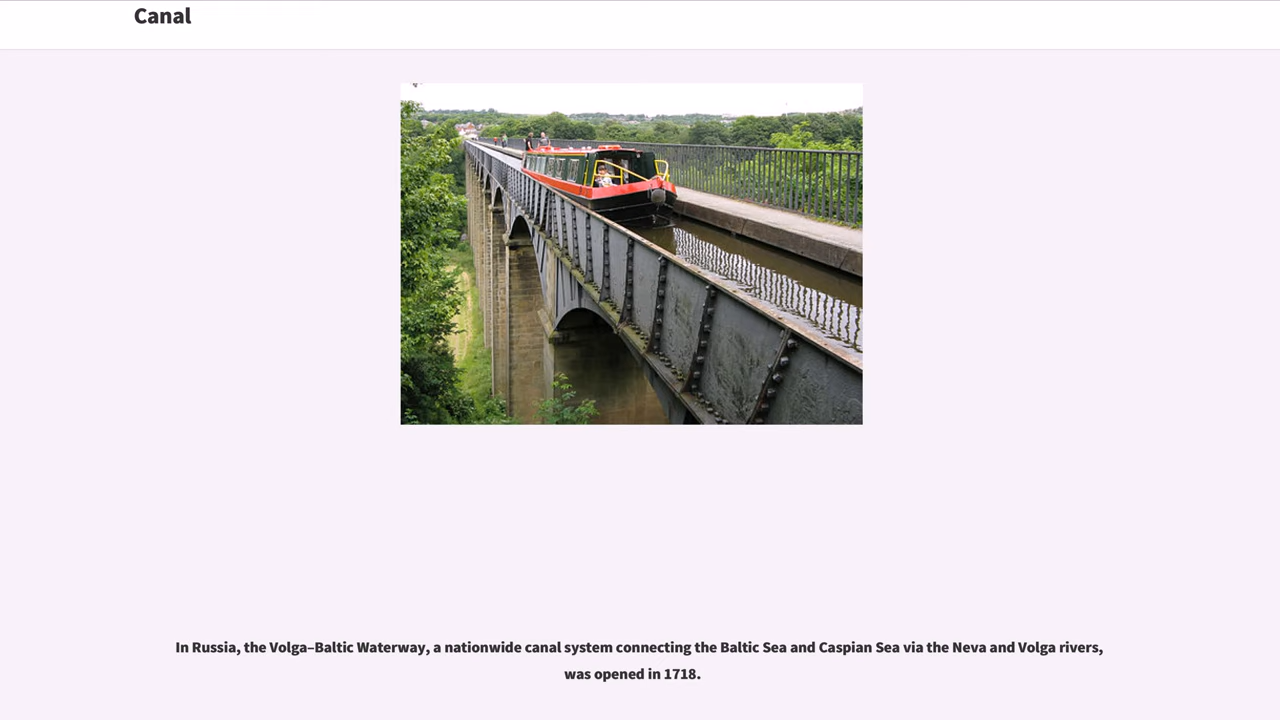 Canal
In Russia, the Volga–Baltic Waterway, a nationwide canal system connecting the Baltic Sea and Caspian Sea via the Neva and Volga rivers,
was opened in 1718.